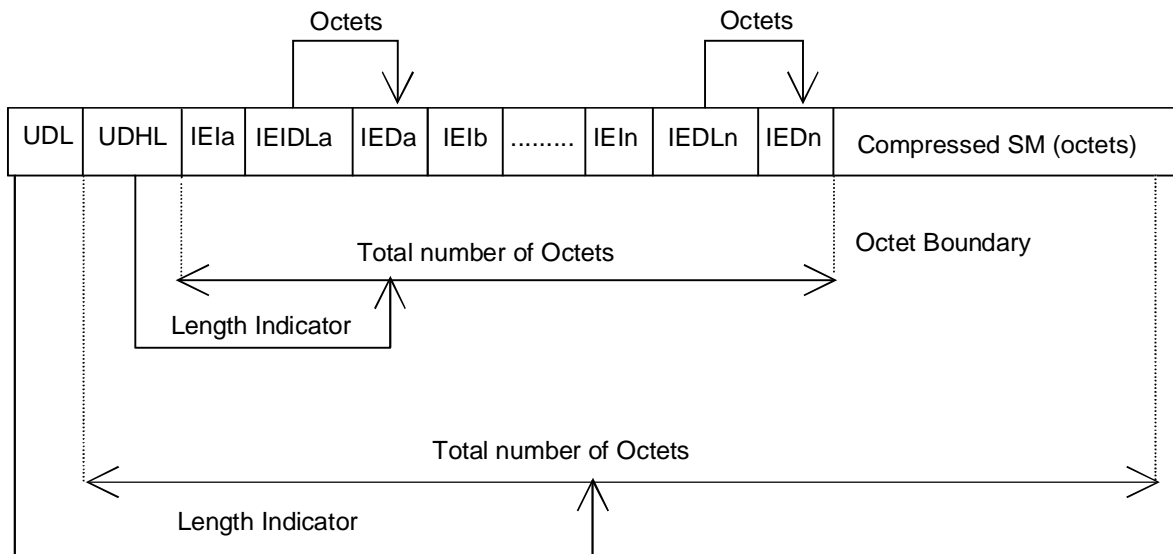 Octets Octets
UDL UDHL IEIa IEIDLa IEDa IEIb ......... IEIn IEDLn IEDn Compressed SM (octets)
Total number of Octets Octet Boundary
Length Indicator
Total number of Octets
Length Indicator